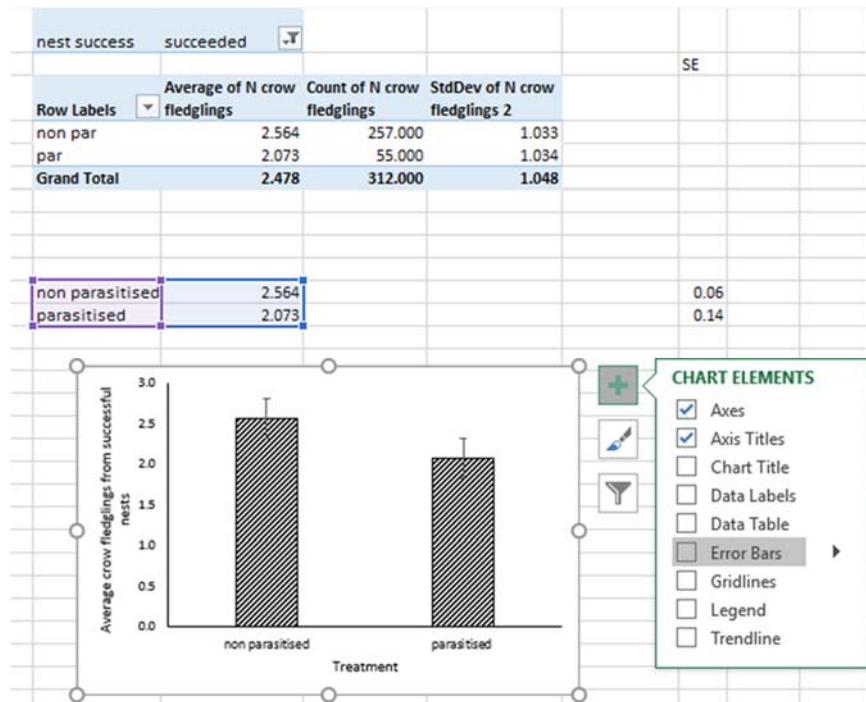 nest success succeeded
SE
Average of N crow Count of N crow StdDev of N crow
Row Labels fledglings fledglings fledglings 2
non par 2.564 257.000 1.033
par 2.073 55.000 1.034
Grand Total 2.478 312.000 1.048
non parasitised 2.564 0.06
parasitised 2.073 0.14
CHART ELEMENTS
Axes
Axis Titles
Chart Title
Data Labels
Data Table
Error Bars
Gridlines
Legend
Trendline
Average crow fledglings from successful
nests
3.0
2.5
2.0
1.5
1.0
0.5
0.0
non parasitised parasitised
Treatment